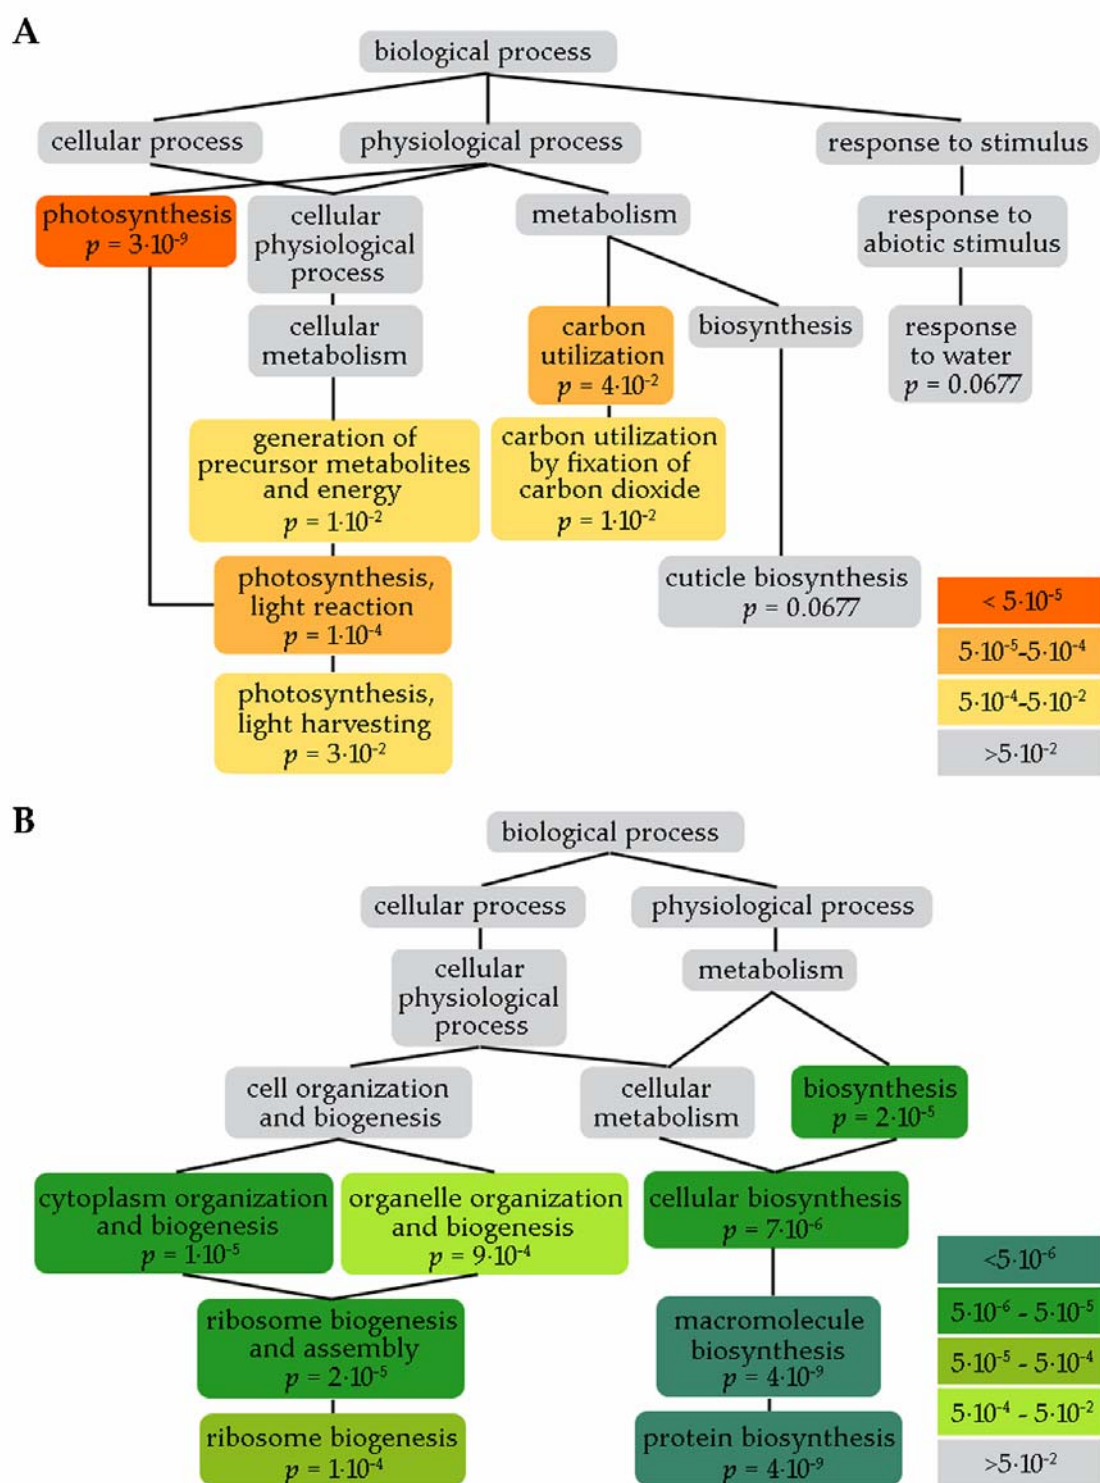 A
biological process
cellular process
physiological process
response to stimulus
photosynthesis
p = 3·10⁻⁹
cellular
physiological
process
metabolism
response to
abiotic stimulus
cellular
metabolism
carbon
utilization
p = 4·10⁻²
biosynthesis
response
to water
p = 0.0677
generation of
precursor metabolites
and energy
p = 1·10⁻²
carbon utilization
by fixation of
carbon dioxide
p = 1·10⁻²
photosynthesis,
light reaction
p = 1·10⁻⁴
cuticle biosynthesis
p = 0.0677
photosynthesis,
light harvesting
p = 3·10⁻²
< 5·10⁻⁵
5·10⁻⁵-5·10⁻⁴
5·10⁻⁴-5·10⁻²
>5·10⁻²
B
biological process
cellular process
physiological process
cellular
physiological
process
metabolism
cell organization
and biogenesis
cellular
metabolism
biosynthesis
p = 2·10⁻⁵
cytoplasm organization
and biogenesis
p = 1·10⁻⁵
organelle organization
and biogenesis
p = 9·10⁻⁴
cellular biosynthesis
p = 7·10⁻⁶
ribosome biogenesis
and assembly
p = 2·10⁻⁵
macromolecule
biosynthesis
p = 4·10⁻⁹
ribosome biogenesis
p = 1·10⁻⁴
protein biosynthesis
p = 4·10⁻⁹
<5·10⁻⁶
5·10⁻⁶ - 5·10⁻⁵
5·10⁻⁵ - 5·10⁻⁴
5·10⁻⁴ - 5·10⁻²
>5·10⁻²